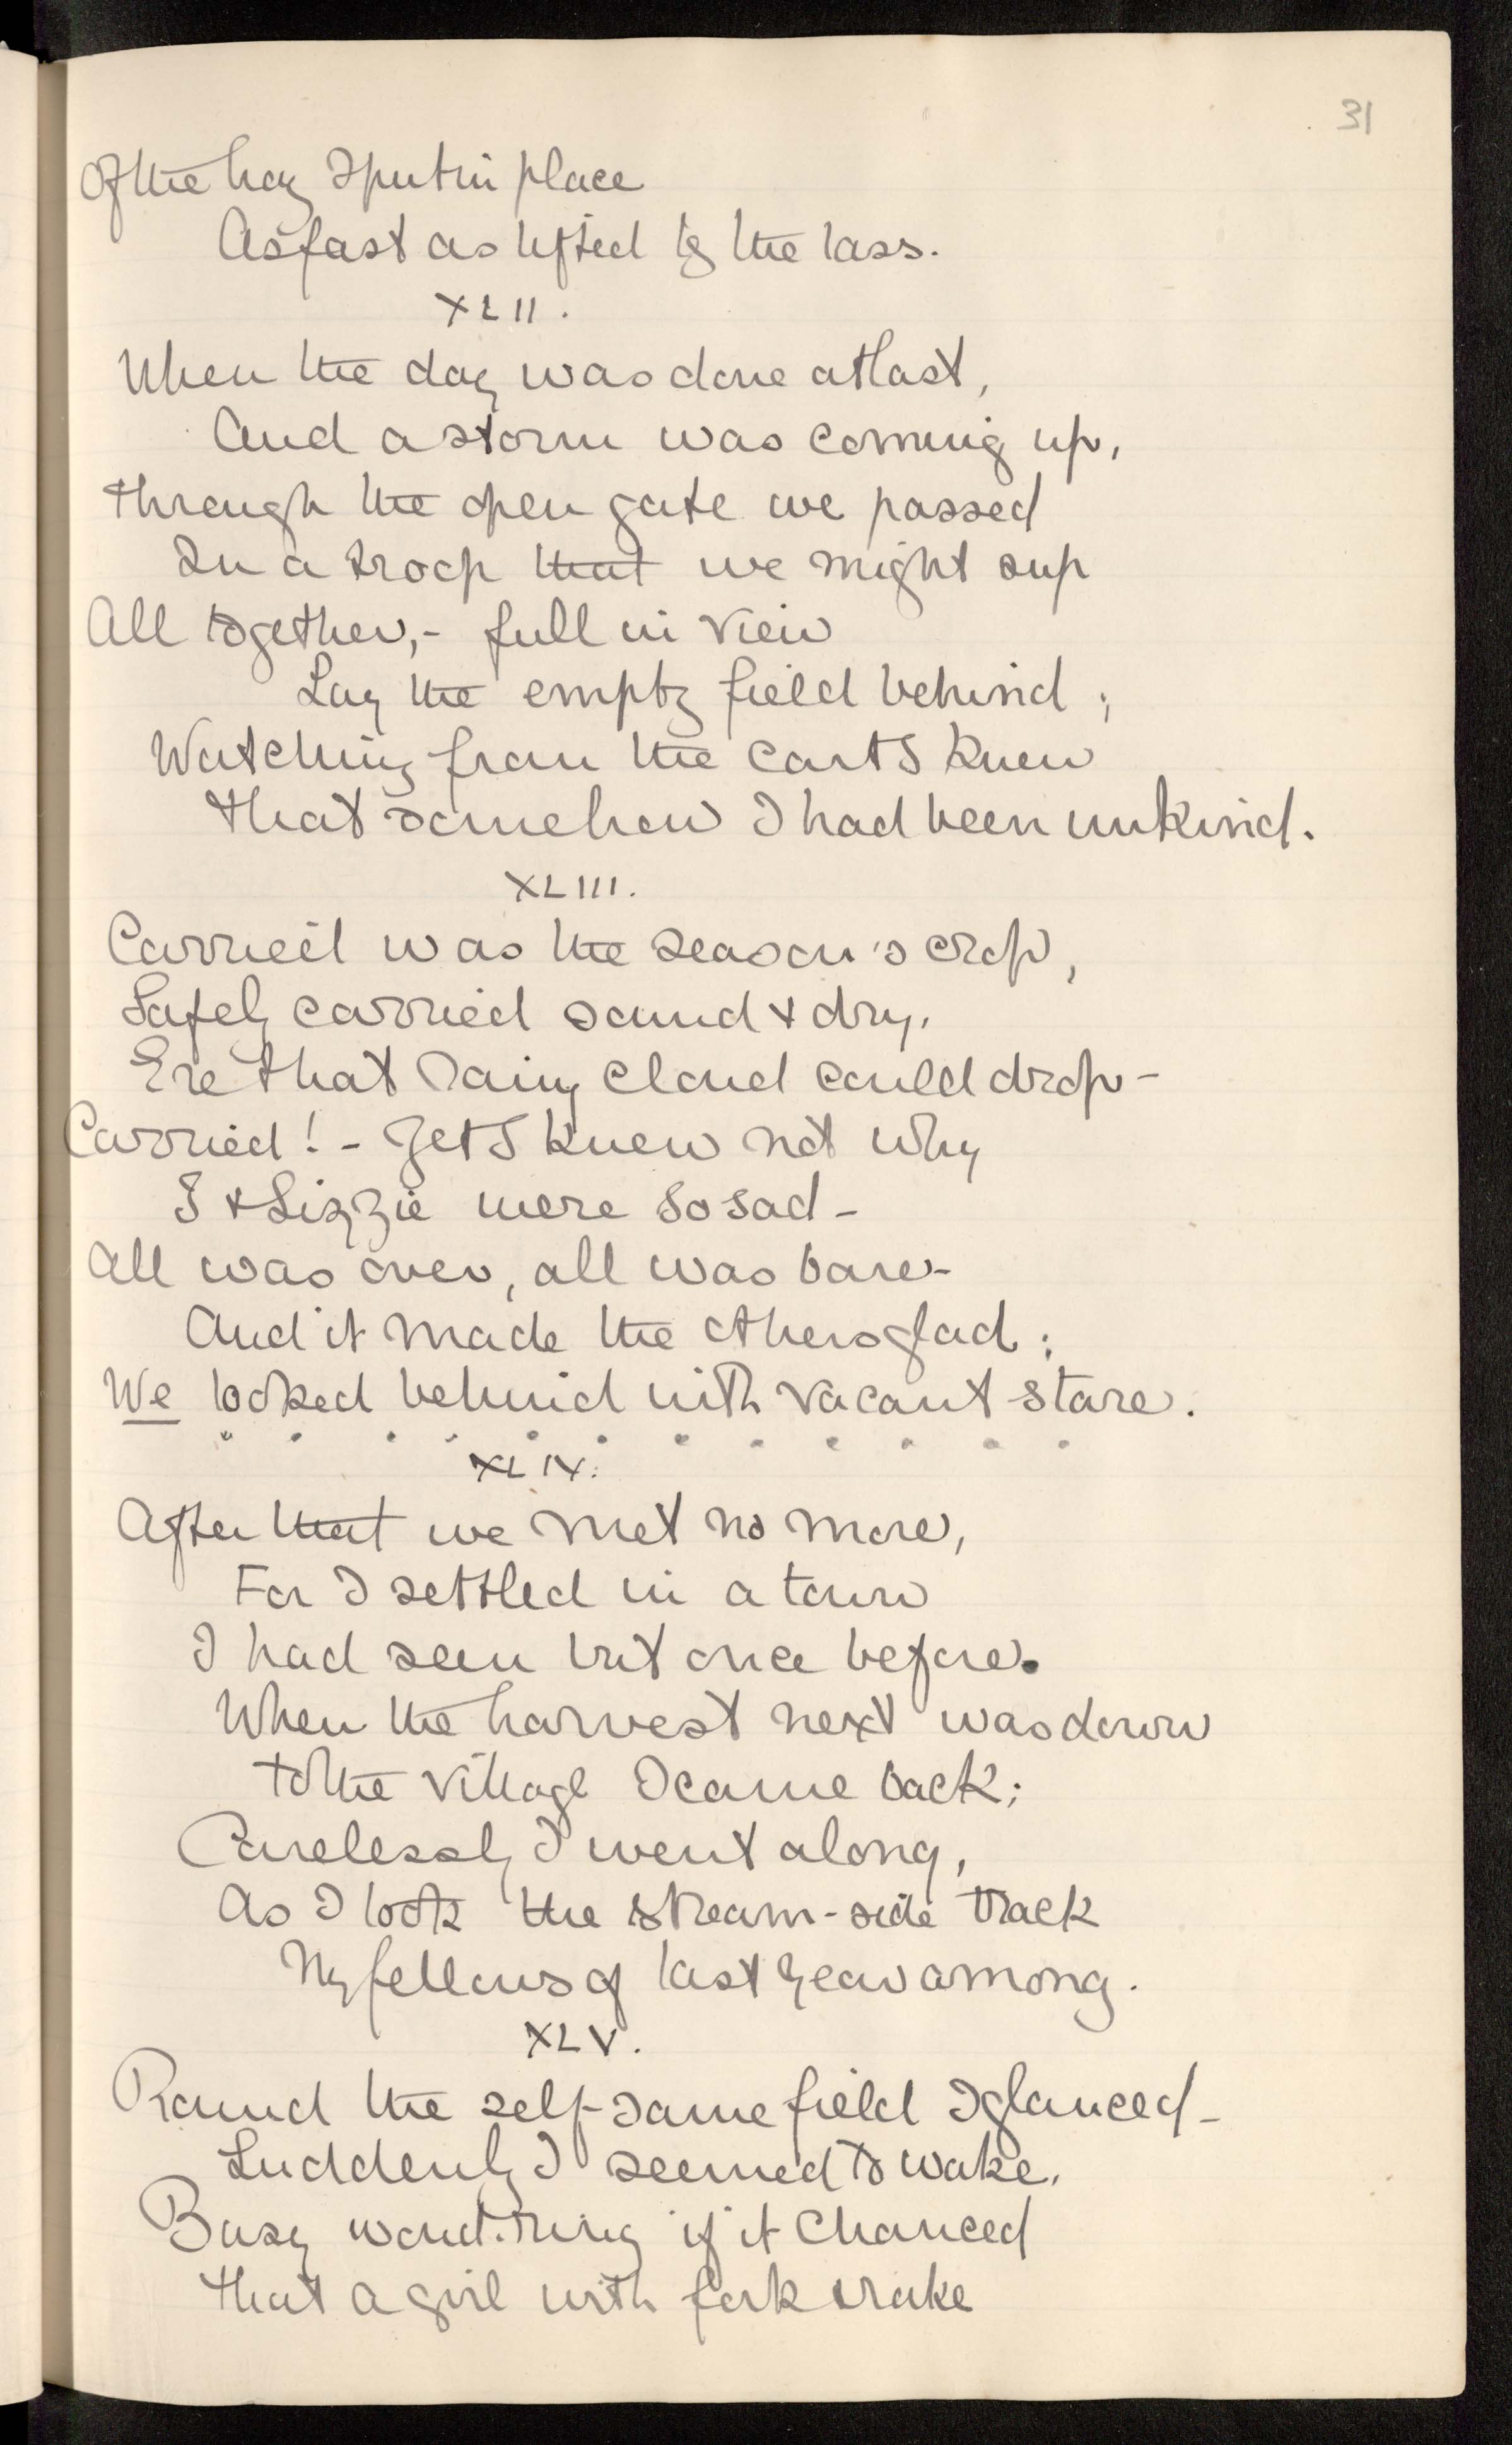 31
Of the hay I put in place
As fast as lifted by the lass.
XLII.
When the day was done at last,
And a storm was coming up,
Through the open gate we passed
In a troop that we might sup
All together,- full in view
Lay the empty field behind;
Watching from the cart I knew
That somehow I had been unkind.
XLIII.
Carried was the season's crop,
Safely carried sound & dry,
Ere that rainy cloud could drop-
Carried! - Yet I knew not why
I & Lizzie were so sad-
All was over, all was bare-
And it made the others glad;
We looked behind with vacant stare.
. . . . . . . . . . . .
XLIV.
After that we met no more,
For I settled in a town
I had seen but once before.
When the harvest next was down
To the village I came back;
Carelessly I went along,
As I took the stream-side track
My fellows of last year among.
XLV.
Round the self-same field I glanced-
Suddenly I seemed to wake,
Busy wond'ring if it chanced
That a girl with fork & rake